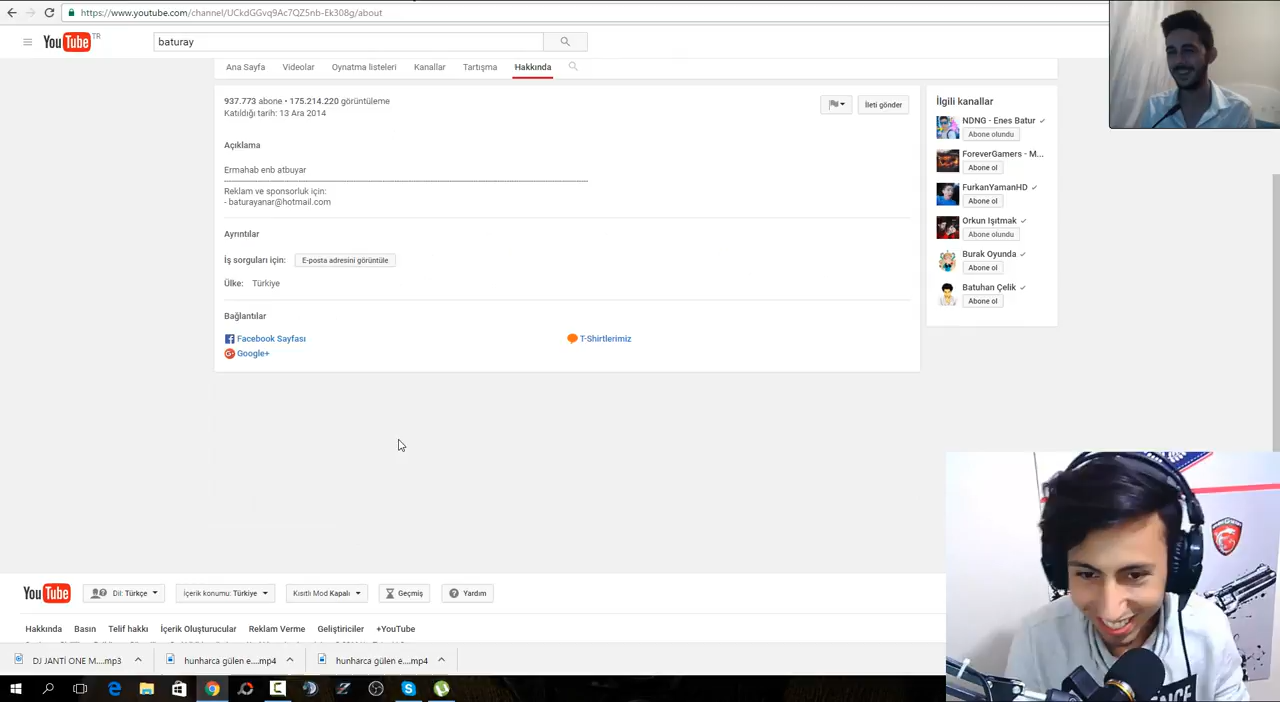 https://www.youtube.com/channel/UCkdGGvq9Ac7QZ5nb-Ek308g/about
YouTube TR
baturay
Ana Sayfa Videolar Oynatma listeleri Kanallar Tartışma Hakkında
937.773 abone • 175.214.220 görüntüleme
Katıldığı tarih: 13 Ara 2014
İleti gönder
Açıklama
Ermahab enb atbuyar
Reklam ve sponsorluk için:
- baturayanar@hotmail.com
Ayrıntılar
İş sorguları için: E-posta adresini görüntüle
Ülke: Türkiye
Bağlantılar
Facebook Sayfası T-Shirtlerimiz
Google+
İlgili kanallar
NDNG - Enes Batur
Abone olundu
ForeverGamers - M...
Abone ol
FurkanYamanHD
Abone ol
Orkun Işıtmak
Abone olundu
Burak Oyunda
Abone ol
Batuhan Çelik
Abone ol
YouTube Dil: Türkçe İçerik konumu: Türkiye Kısıtlı Mod Kapalı Geçmiş Yardım
Hakkında Basın Telif hakkı İçerik Oluşturucular Reklam Verme Geliştiriciler +YouTube
DJ JANTİ ONE M....mp3 hunharca gülen e....mp4 hunharca gülen e....mp4